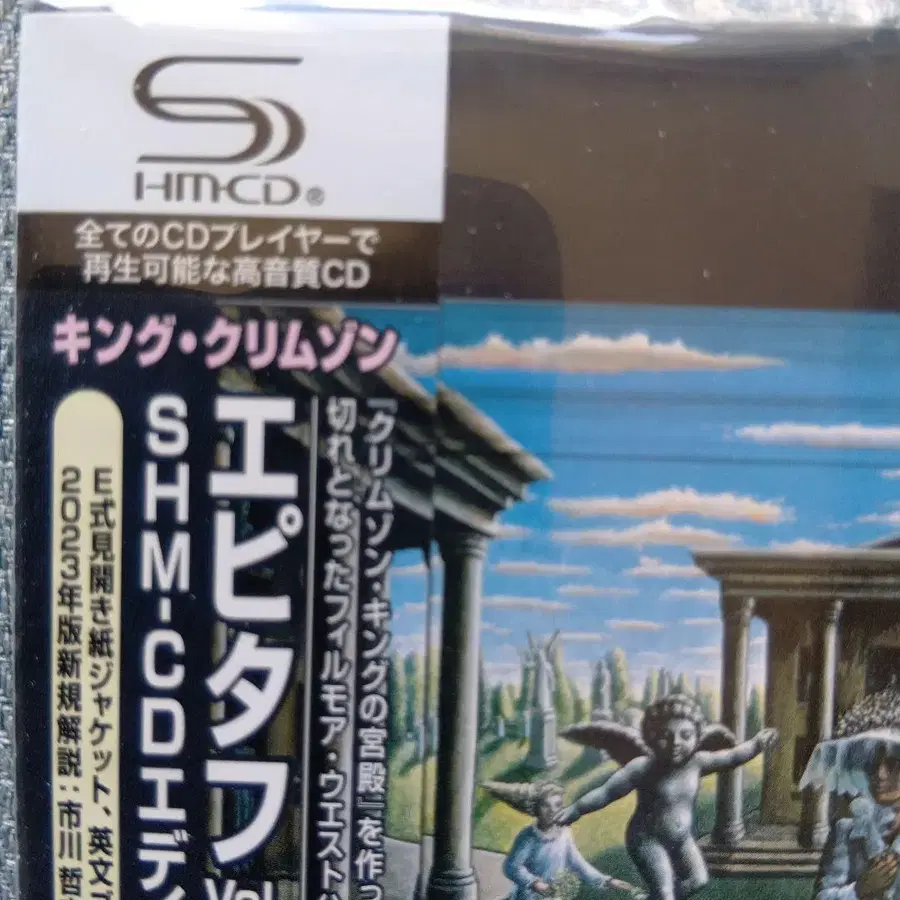 SHM-CD®
全てのCDプレイヤーで
再生可能な高音質CD
キング・クリムゾン
『クリムゾン・キングの宮殿』を作っ
切れとなったフィルモア・ウエスト
エピタフ Vol
SHM-CDエディ
E式見開き紙ジャケット、英文
2023年版新規解説:市川 哲